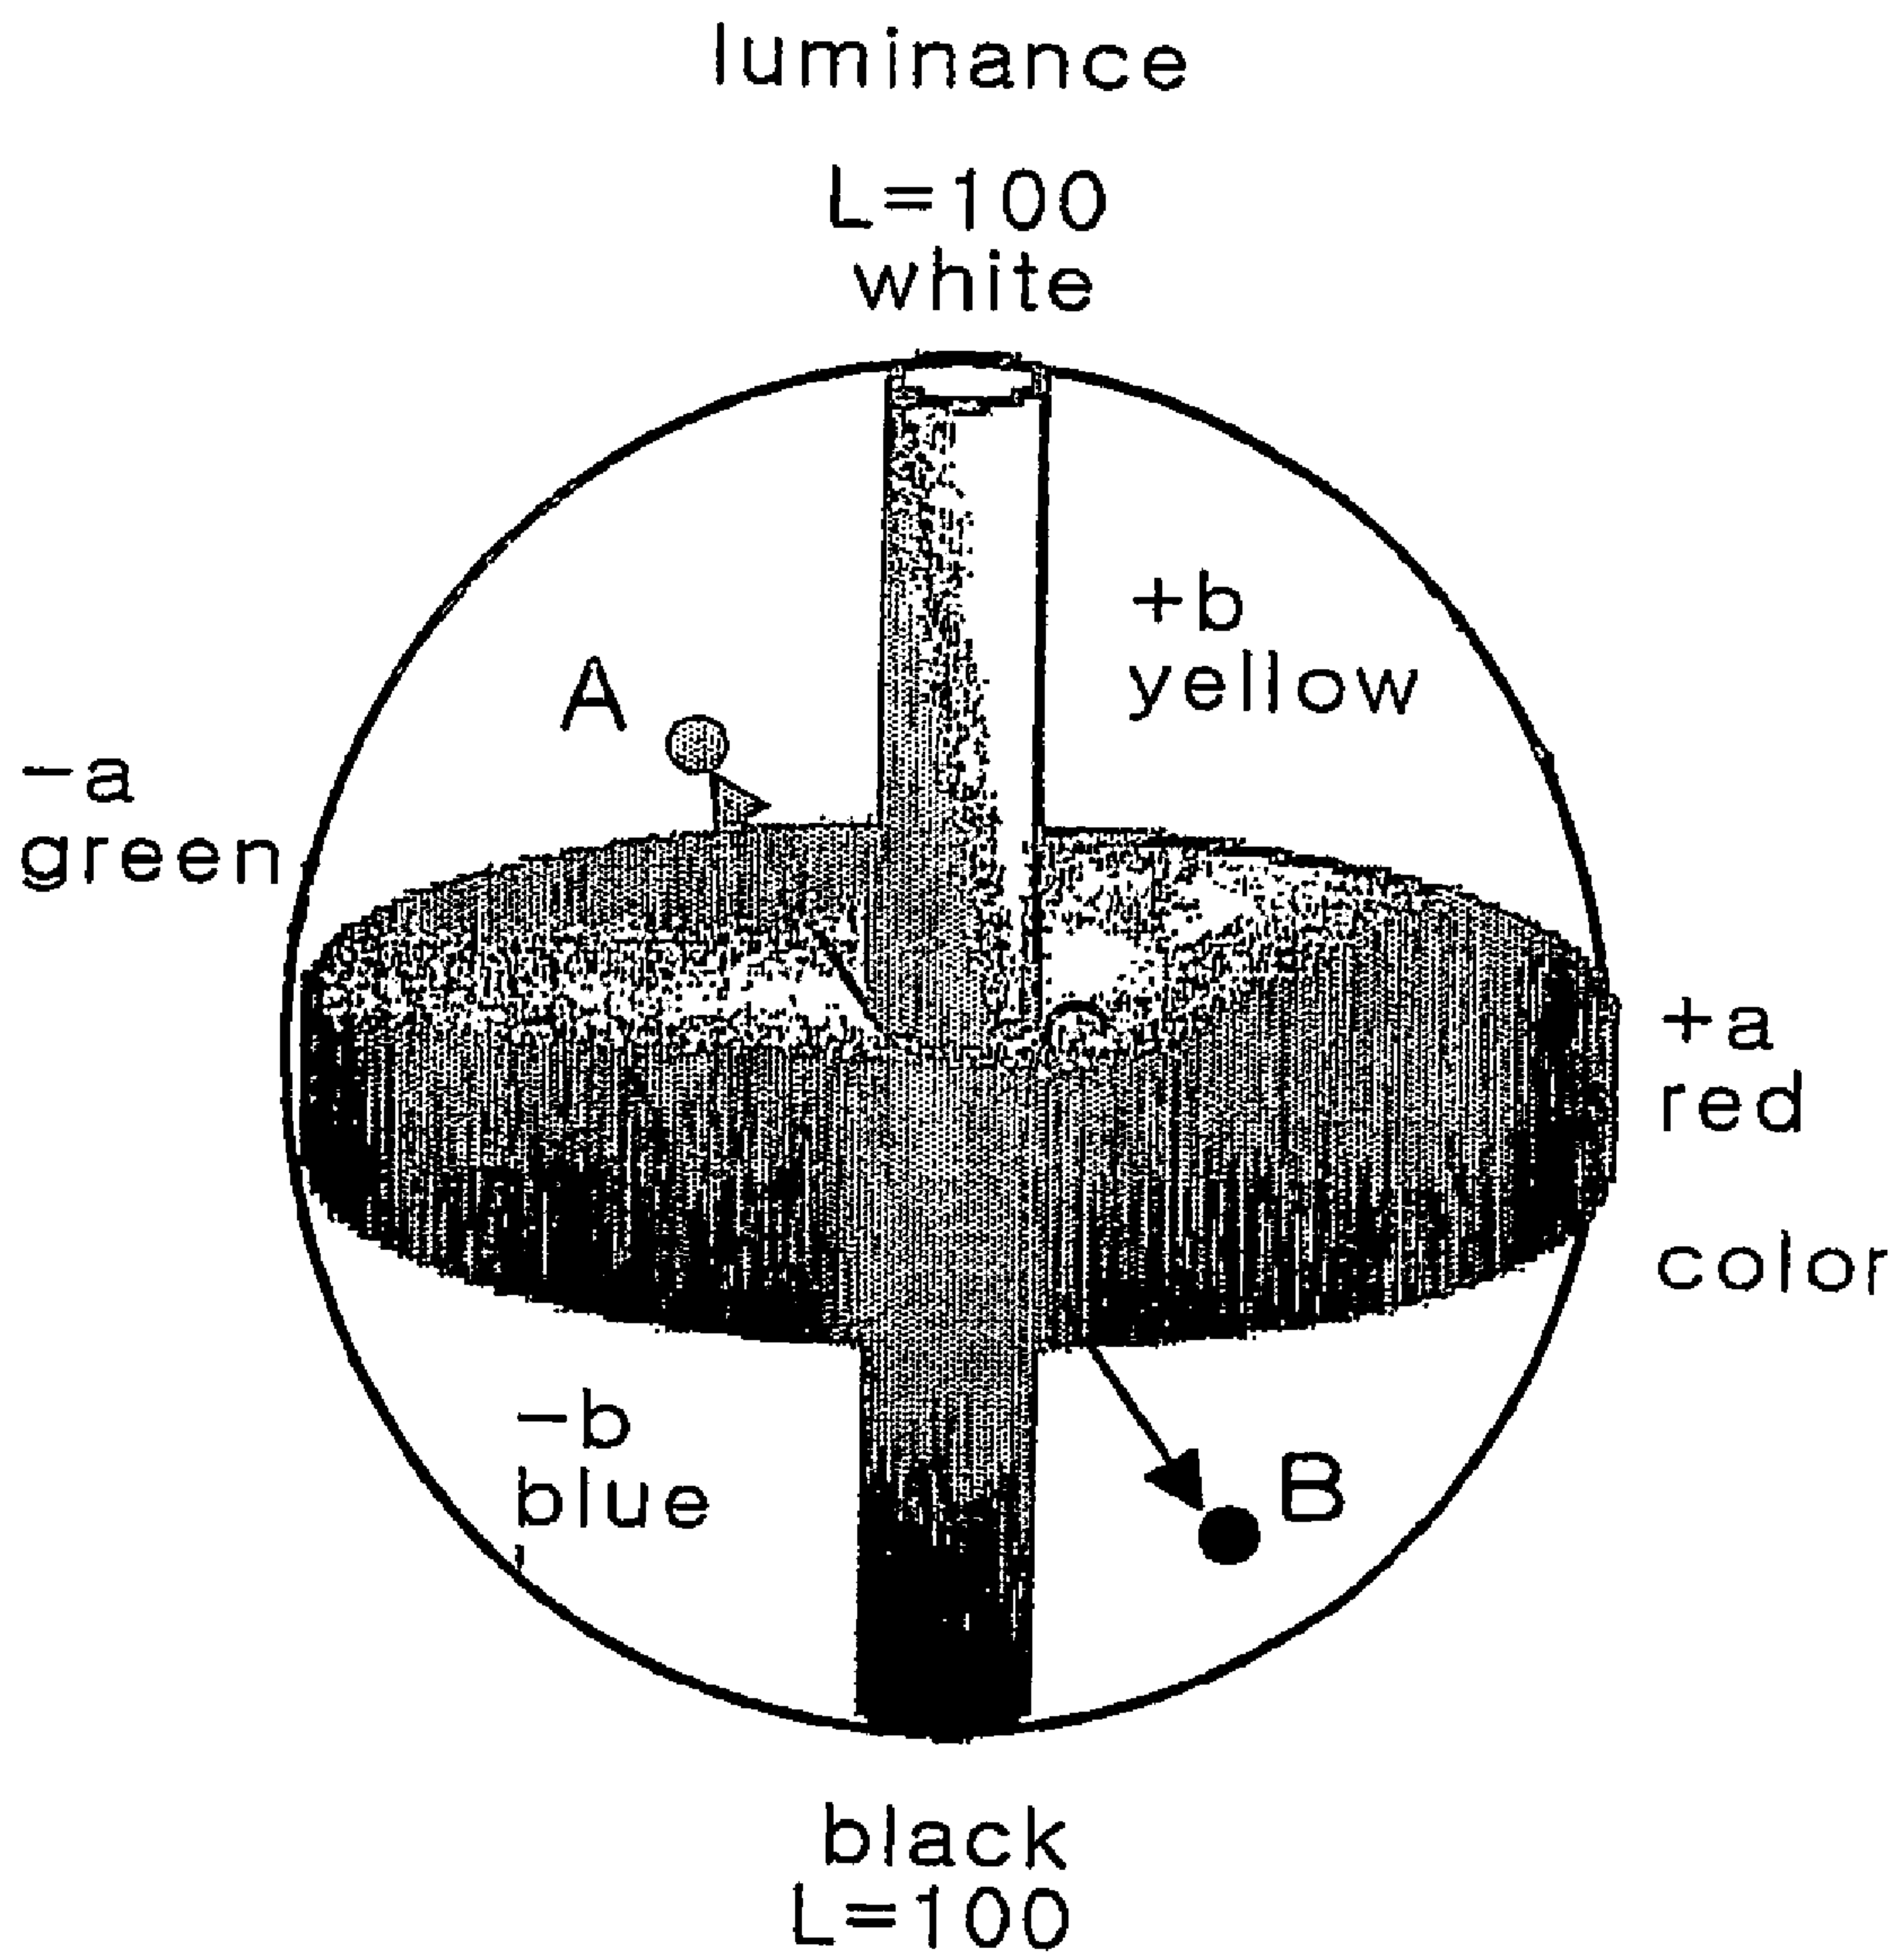 luminance
L=100
white
+b
yellow
A
−a
green
+a
red
color
−b
blue
B
black
L=100